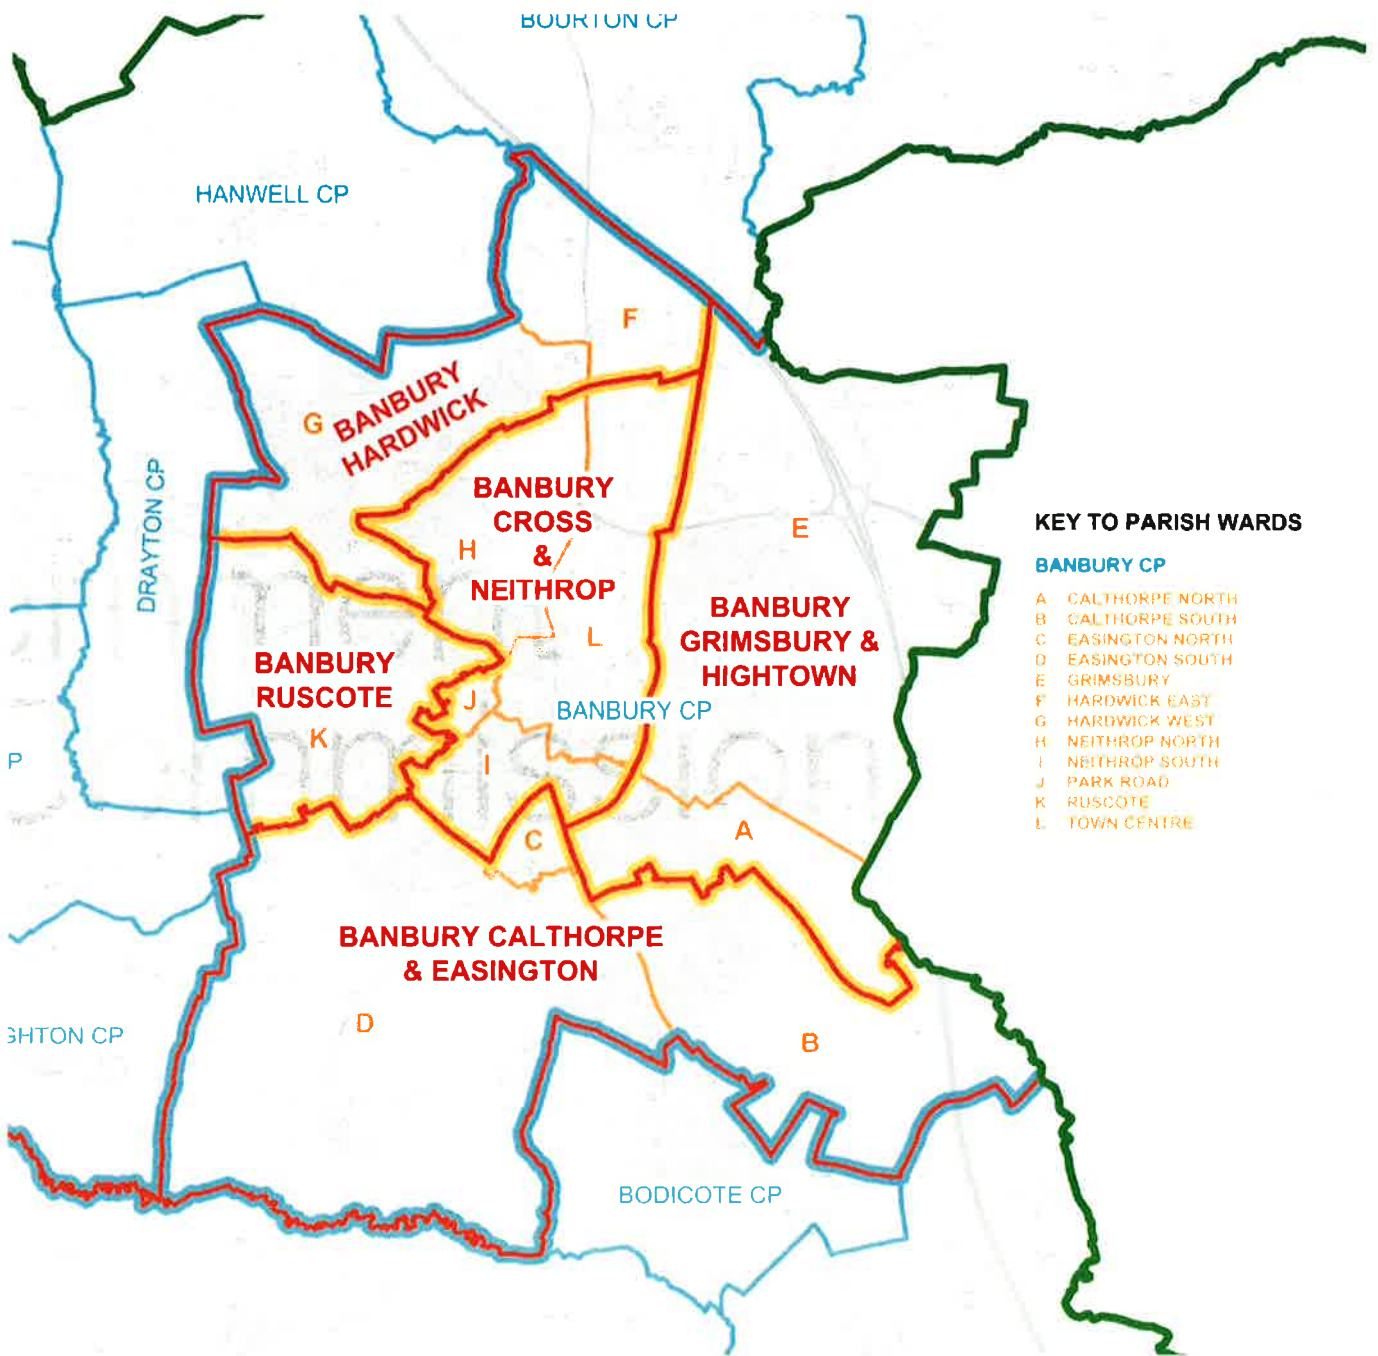 BOURTON CP
HANWELL CP
F
G
BANBURY
HARDWICK
DRAYTON CP
BANBURY
CROSS
&
NEITHROP
H
E
KEY TO PARISH WARDS
BANBURY CP
A CALTHORPE NORTH
B CALTHORPE SOUTH
C EASINGTON NORTH
D EASINGTON SOUTH
E GRIMSBURY
F HARDWICK EAST
G HARDWICK WEST
H NEITHROP NORTH
I NEITHROP SOUTH
J PARK ROAD
K RUSCOTE
L TOWN CENTRE
BANBURY
GRIMSBURY &
HIGHTOWN
L
BANBURY
RUSCOTE
J
BANBURY CP
K
P
I
A
C
BANBURY CALTHORPE
& EASINGTON
D
GHTON CP
B
BODICOTE CP